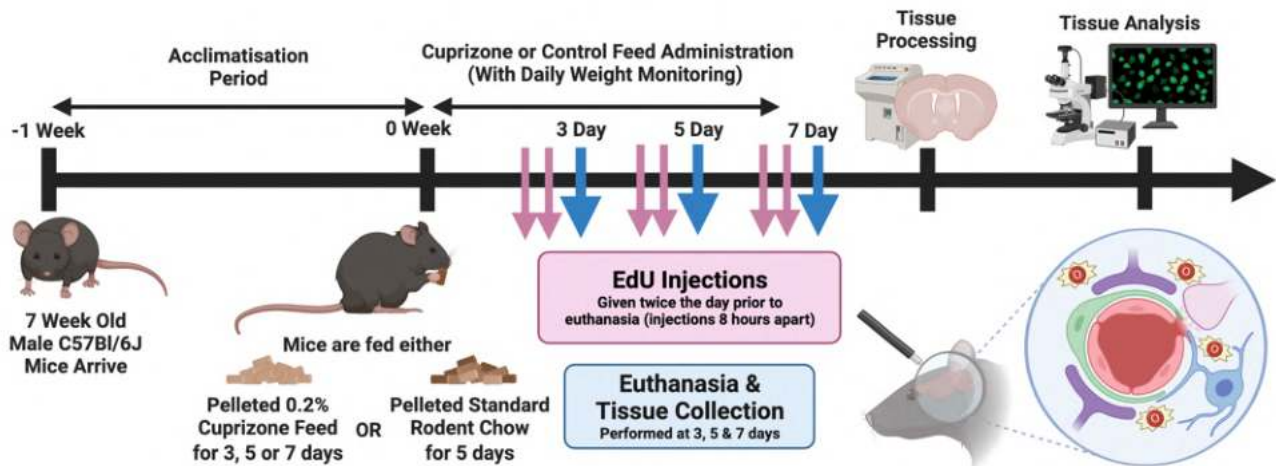 Acclimatisation
Period
Cuprizone or Control Feed Administration
(With Daily Weight Monitoring)
Tissue
Processing
Tissue Analysis
-1 Week
0 Week
3 Day
5 Day
7 Day
7 Week Old
Male C57Bl/6J
Mice Arrive
Mice are fed either
Pelleted 0.2%
Cuprizone Feed
for 3, 5 or 7 days
OR
Pelleted Standard
Rodent Chow
for 5 days
EdU Injections
Given twice the day prior to
euthanasia (injections 8 hours apart)
Euthanasia &
Tissue Collection
Performed at 3, 5 & 7 days
O
O
O
O
O